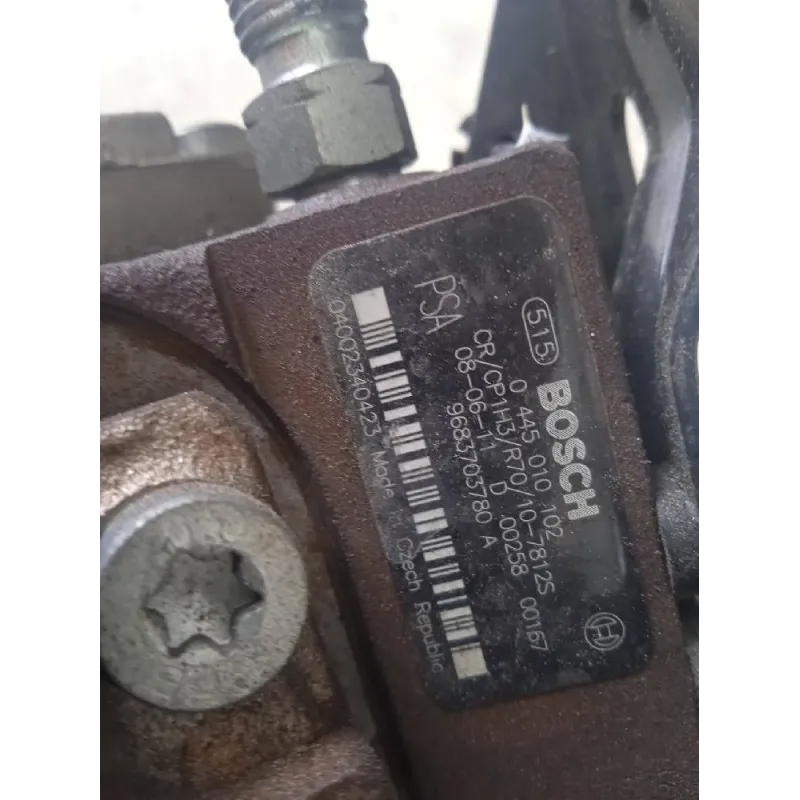 515 BOSCH
0 445 010 102
CR/CP1H3/R70/10-7812S
08-06-11 D 00258 00167
PSA 9683703780 A
04002340423 Made in Czech Republic